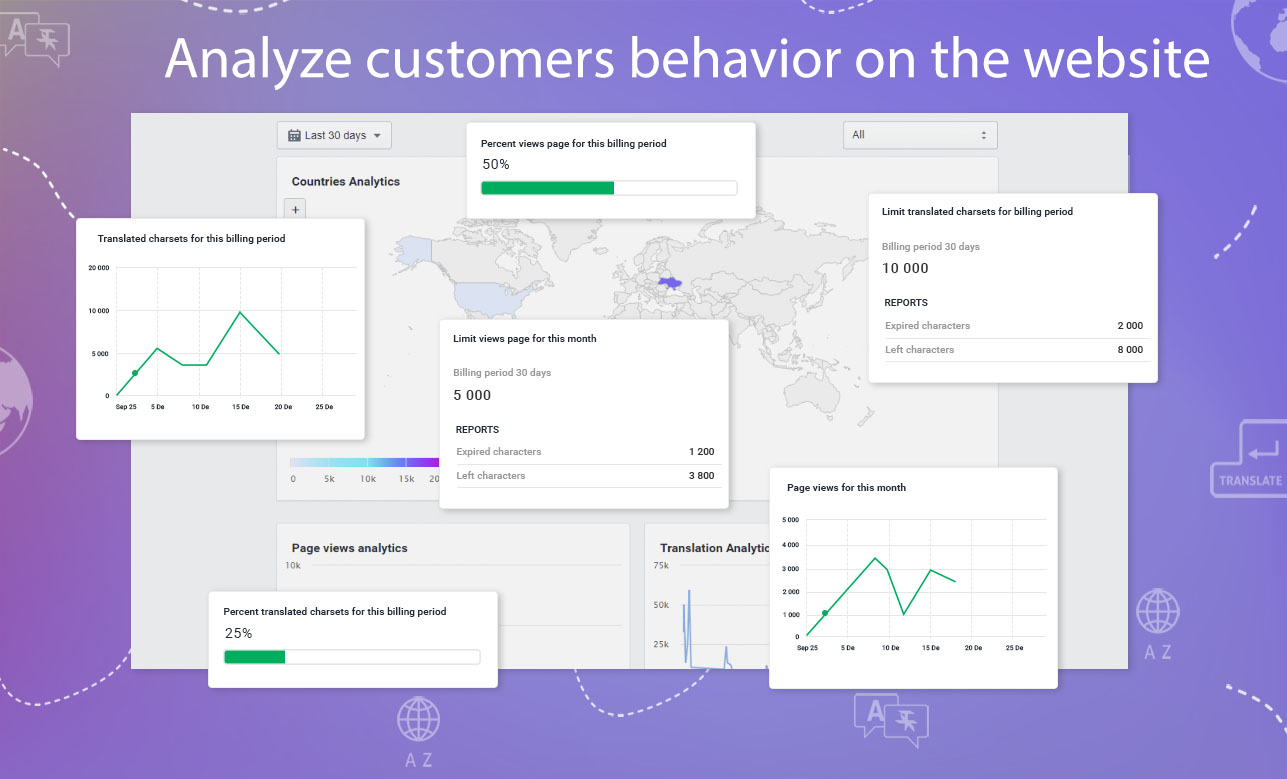 A
Analyze customers behavior on the website
Last 30 days
All
Countries Analytics
+
Percent views page for this billing period
50%
Limit translated charsets for billing period
Billing period 30 days
10 000
REPORTS
Expired characters 2 000
Left characters 8 000
Translated charsets for this billing period
20 000
10 000
5 000
0
Sep 25 5 De 10 De 15 De 20 De 25 De
Limit views page for this month
Billing period 30 days
5 000
REPORTS
Expired characters 1 200
Left characters 3 800
0 5k 10k 15k 20
Page views for this month
5 000
4 000
3 000
2 000
1 000
0
Sep 25 5 De 10 De 15 De 20 De 25 De
Page views analytics
10k
Translation Analytic
75k
50k
25k
Percent translated charsets for this billing period
25%
TRANSLATE
A Z
A Z
A